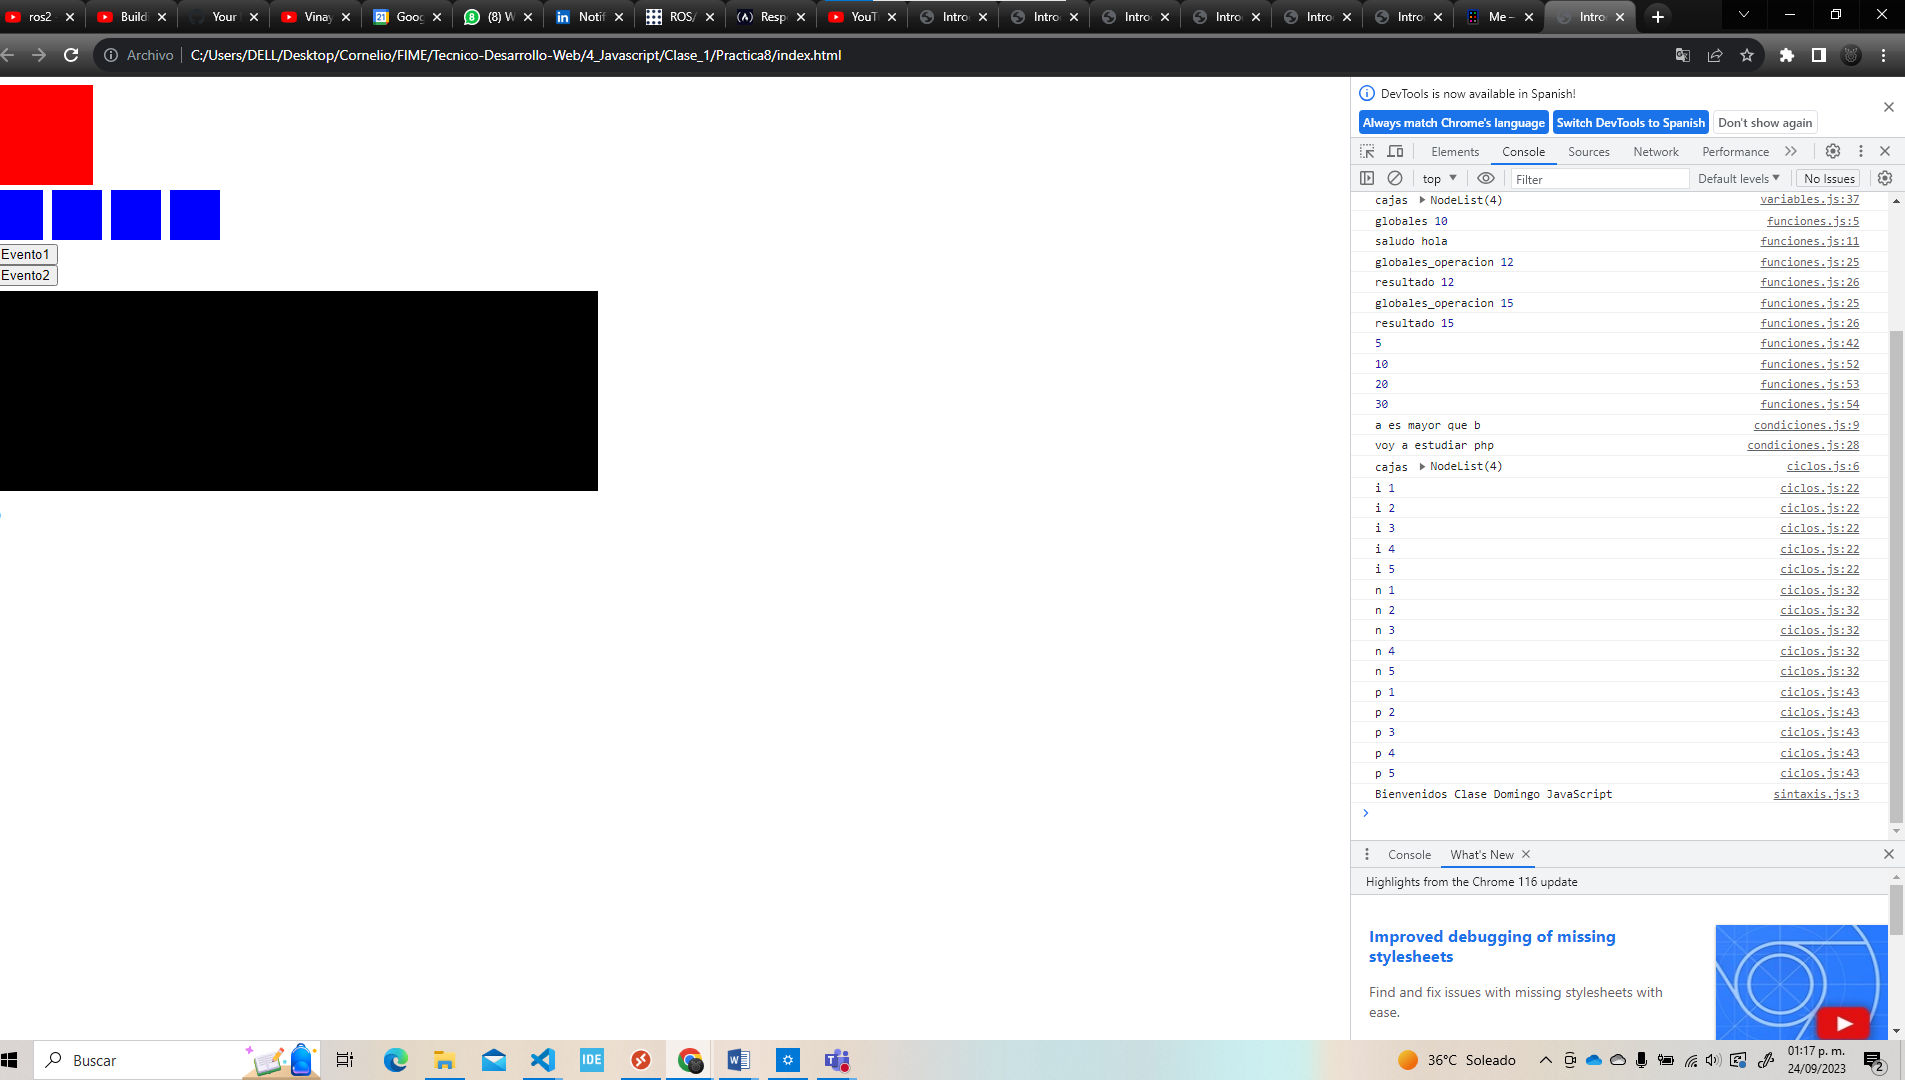 ros2
Buildi
Your
Vinay
Goog
(8) W
Notifi
ROS/
Resp
YouT
Intro
Intro
Intro
Intro
Intro
Intro
Me –
Intro
Archivo
C:/Users/DELL/Desktop/Cornelio/FIME/Tecnico-Desarrollo-Web/4_Javascript/Clase_1/Practica8/index.html
Evento1
Evento2
DevTools is now available in Spanish!
Always match Chrome's language Switch DevTools to Spanish Don't show again
Elements Console Sources Network Performance
top Filter Default levels No Issues
cajas NodeList(4) variables.js:37
globales 10 funciones.js:5
saludo hola funciones.js:11
globales_operacion 12 funciones.js:25
resultado 12 funciones.js:26
globales_operacion 15 funciones.js:25
resultado 15 funciones.js:26
5 funciones.js:42
10 funciones.js:52
20 funciones.js:53
30 funciones.js:54
a es mayor que b condiciones.js:9
voy a estudiar php condiciones.js:28
cajas NodeList(4) ciclos.js:6
i 1 ciclos.js:22
i 2 ciclos.js:22
i 3 ciclos.js:22
i 4 ciclos.js:22
i 5 ciclos.js:22
n 1 ciclos.js:32
n 2 ciclos.js:32
n 3 ciclos.js:32
n 4 ciclos.js:32
n 5 ciclos.js:32
p 1 ciclos.js:43
p 2 ciclos.js:43
p 3 ciclos.js:43
p 4 ciclos.js:43
p 5 ciclos.js:43
Bienvenidos Clase Domingo JavaScript sintaxis.js:3
Console What's New
Highlights from the Chrome 116 update
Improved debugging of missing
stylesheets
Find and fix issues with missing stylesheets with
ease.
Buscar
IDE
36°C Soleado
01:17 p. m.
24/09/2023
2